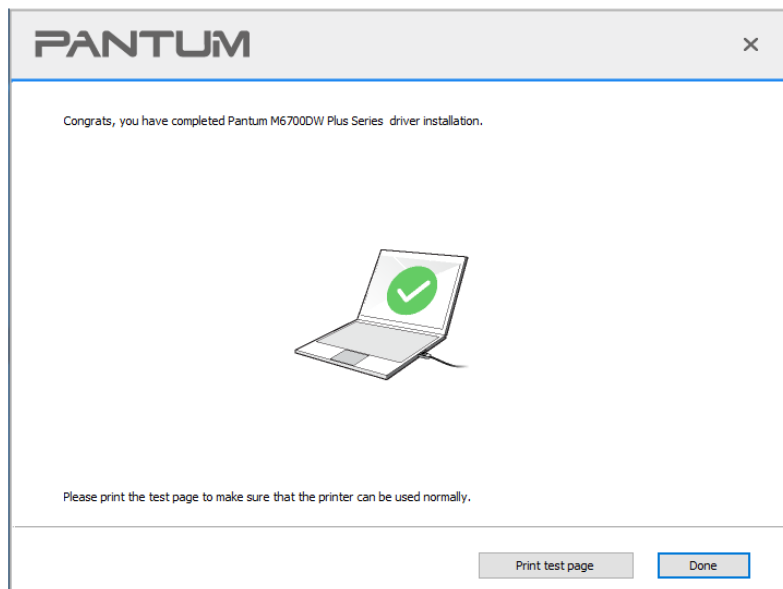 PANTUM
Congrats, you have completed Pantum M6700DW Plus Series driver installation.
Please print the test page to make sure that the printer can be used normally.
Print test page
Done